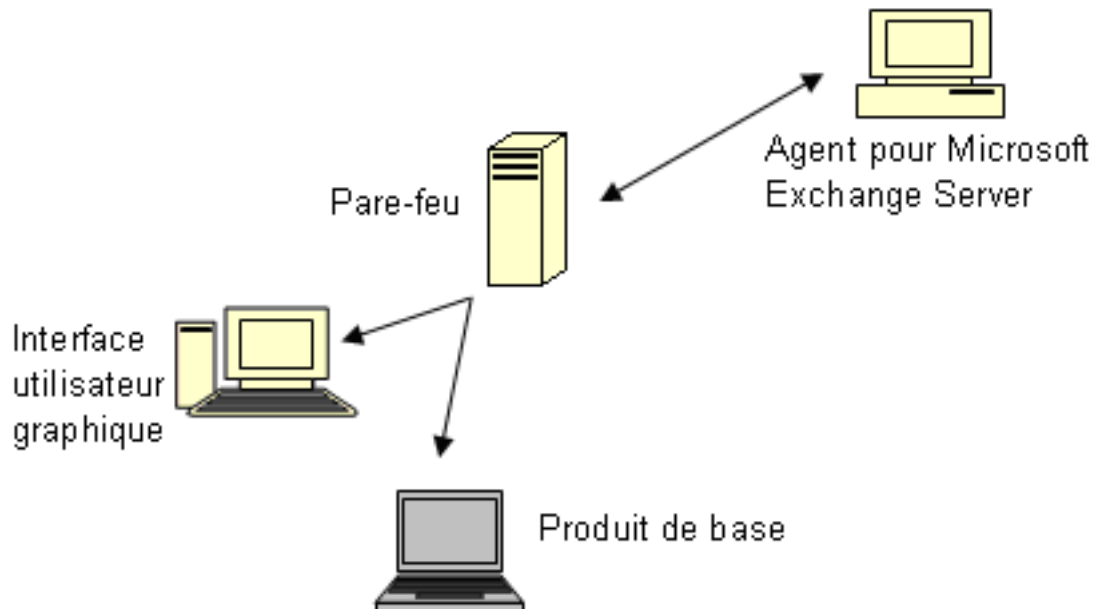 Agent pour Microsoft
Exchange Server
Pare-feu
Interface
utilisateur
graphique
Produit de base